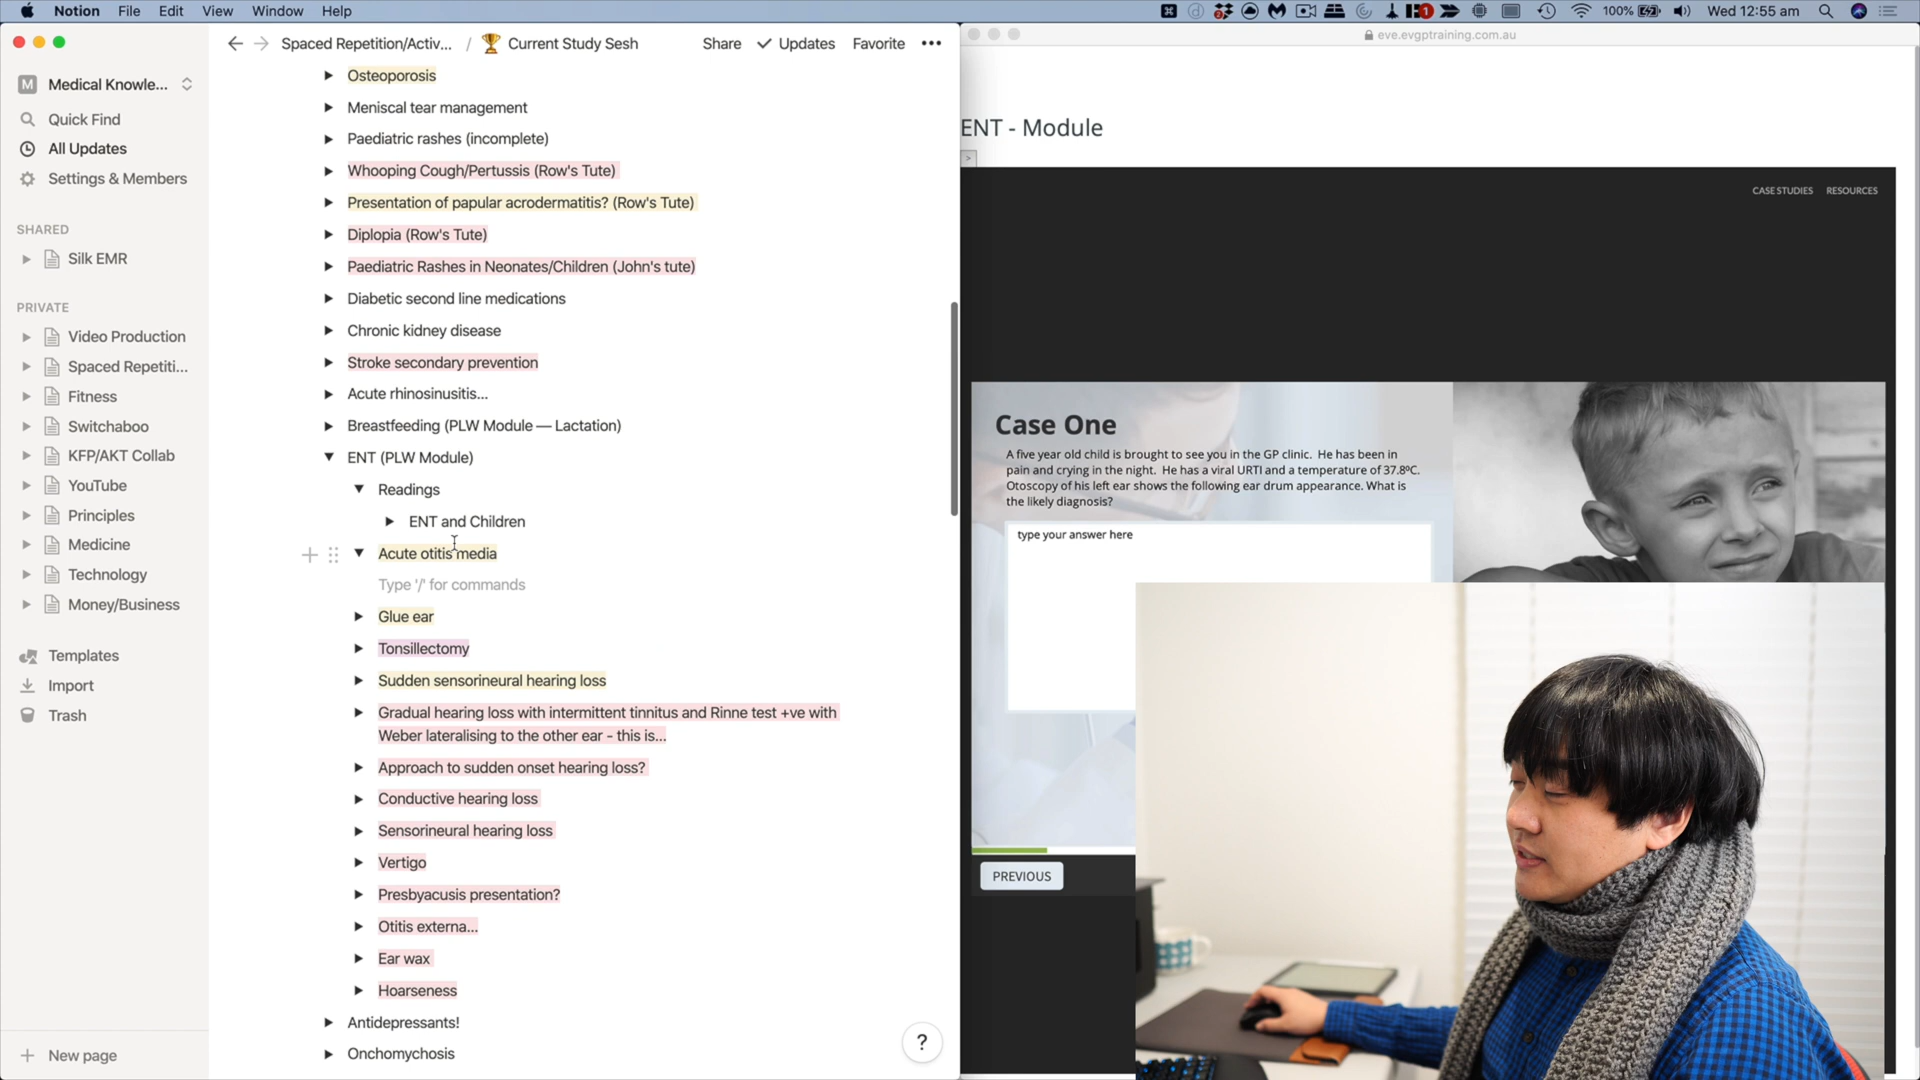 Notion File Edit View Window Help
1
100%
Wed 12:55 am
Spaced Repetition/Activ... / Current Study Sesh
Share Updates Favorite •••
eve.evgptraining.com.au
M Medical Knowle...
Quick Find
All Updates
Settings & Members
SHARED
Silk EMR
PRIVATE
Video Production
Spaced Repetiti...
Fitness
Switchaboo
KFP/AKT Collab
YouTube
Principles
Medicine
Technology
Money/Business
Templates
Import
Trash
New page
Osteoporosis
Meniscal tear management
Paediatric rashes (incomplete)
Whooping Cough/Pertussis (Row's Tute)
Presentation of papular acrodermatitis? (Row's Tute)
Diplopia (Row's Tute)
Paediatric Rashes in Neonates/Children (John's tute)
Diabetic second line medications
Chronic kidney disease
Stroke secondary prevention
Acute rhinosinusitis...
Breastfeeding (PLW Module — Lactation)
ENT (PLW Module)
Readings
ENT and Children
Acute otitis media
Type '/' for commands
Glue ear
Tonsillectomy
Sudden sensorineural hearing loss
Gradual hearing loss with intermittent tinnitus and Rinne test +ve with
Weber lateralising to the other ear - this is...
Approach to sudden onset hearing loss?
Conductive hearing loss
Sensorineural hearing loss
Vertigo
Presbyacusis presentation?
Otitis externa...
Ear wax
Hoarseness
Antidepressants!
Onchomychosis
?
ENT - Module
>
CASE STUDIES RESOURCES
Case One
A five year old child is brought to see you in the GP clinic. He has been in
pain and crying in the night. He has a viral URTI and a temperature of 37.8ºC.
Otoscopy of his left ear shows the following ear drum appearance. What is
the likely diagnosis?
type your answer here
PREVIOUS